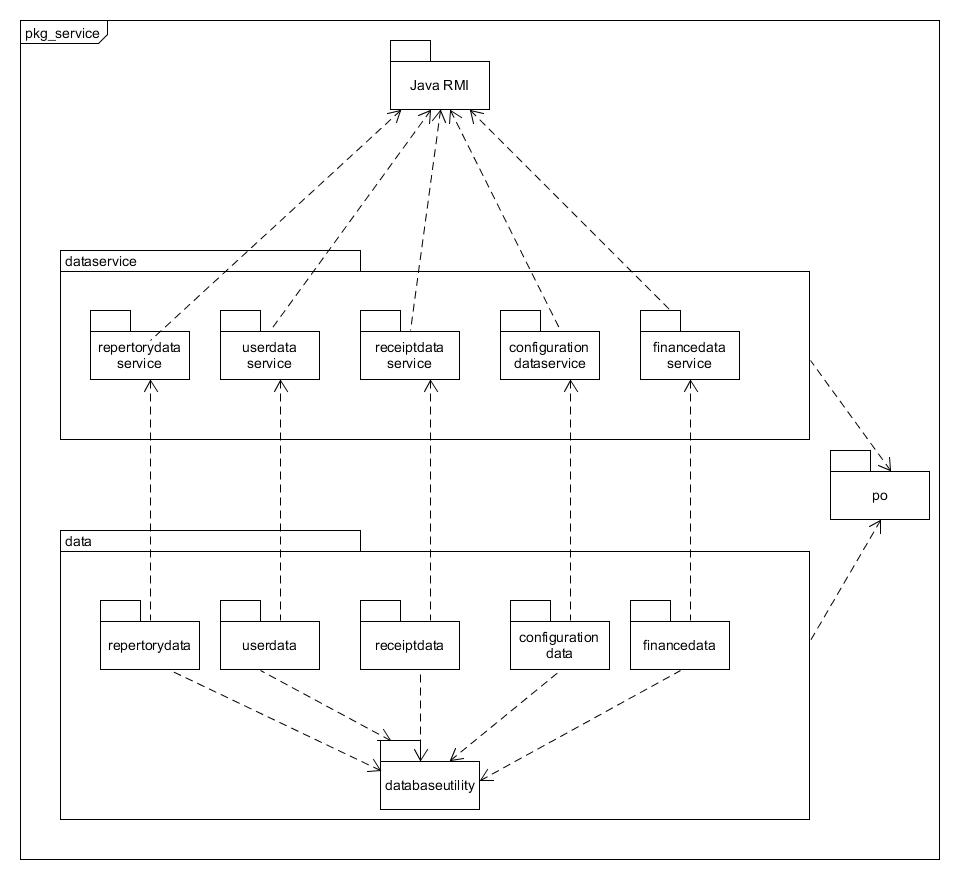 pkg_service
Java RMI
dataservice
repertorydata
service
userdata
service
receiptdata
service
configuration
dataservice
financedata
service
po
data
repertorydata
userdata
receiptdata
configuration
data
financedata
databaseutility